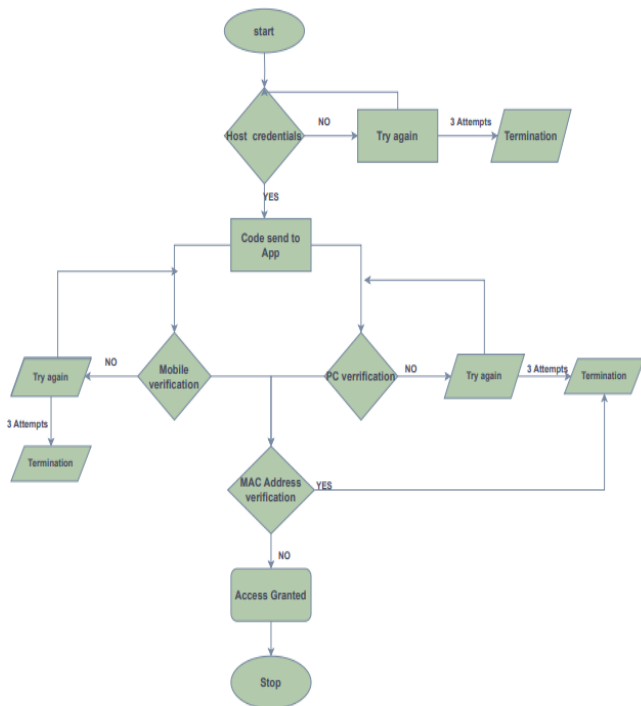 start
Host credentials
NO
Try again
3 Attempts
Termination
YES
Code send to
App
Mobile
verification
NO
Try again
3 Attempts
Termination
PC verrification
NO
Try again
3 Attempts
Termination
MAC Address
verification
YES
NO
Access Granted
Stop